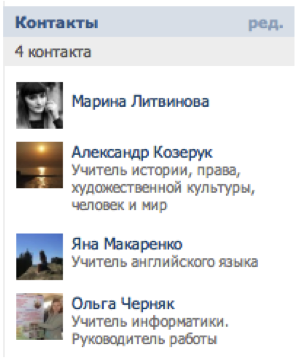 Контакты ред.
4 контакта
Марина Литвинова
Александр Козерук
Учитель истории, права,
художественной культуры,
человек и мир
Яна Макаренко
Учитель английского языка
Ольга Черняк
Учитель информатики.
Руководитель работы